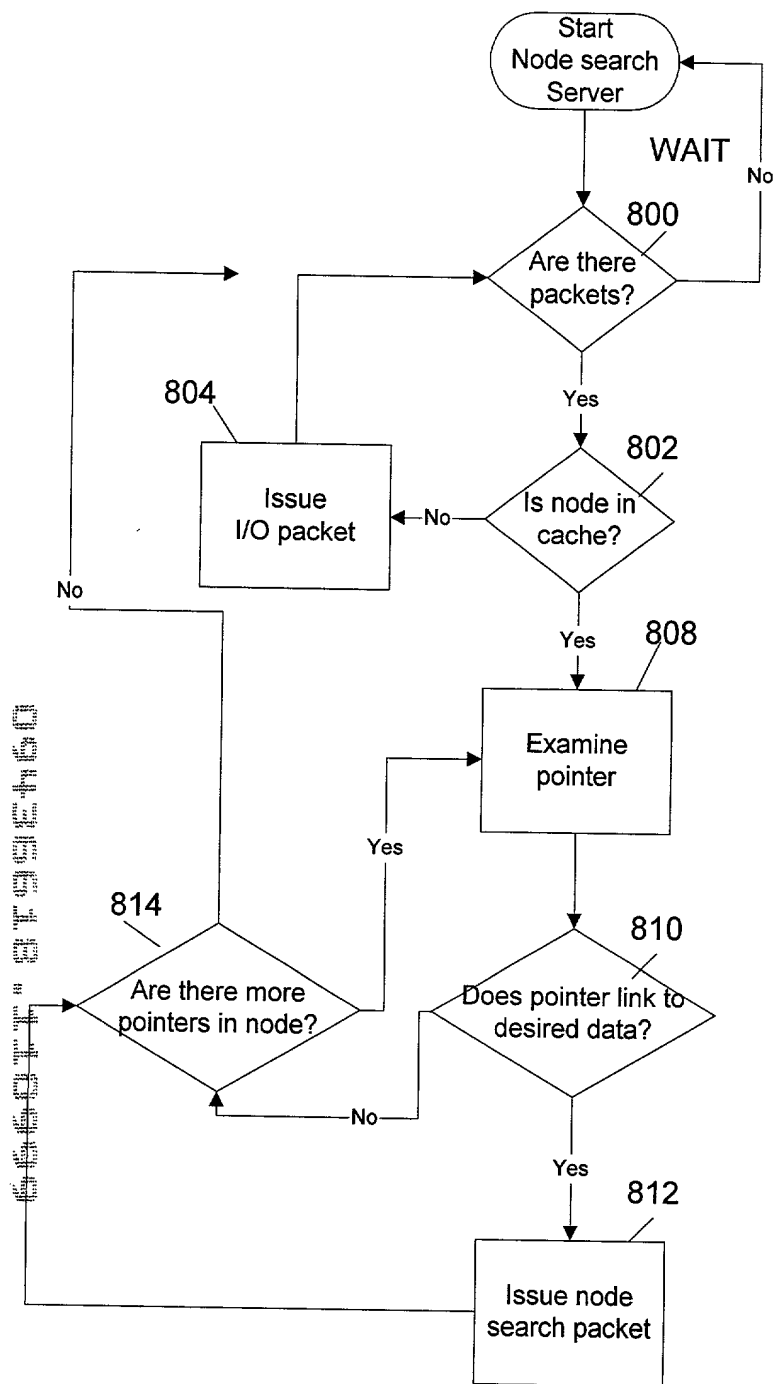 Start
Node search
Server
WAIT
No
800
Are there
packets?
Yes
804
Issue
I/O packet
No
802
Is node in
cache?
Yes
808
Examine
pointer
No
Yes
814
Are there more
pointers in node?
810
Does pointer link to
desired data?
No
Yes
812
Issue node
search packet
09435618.110999